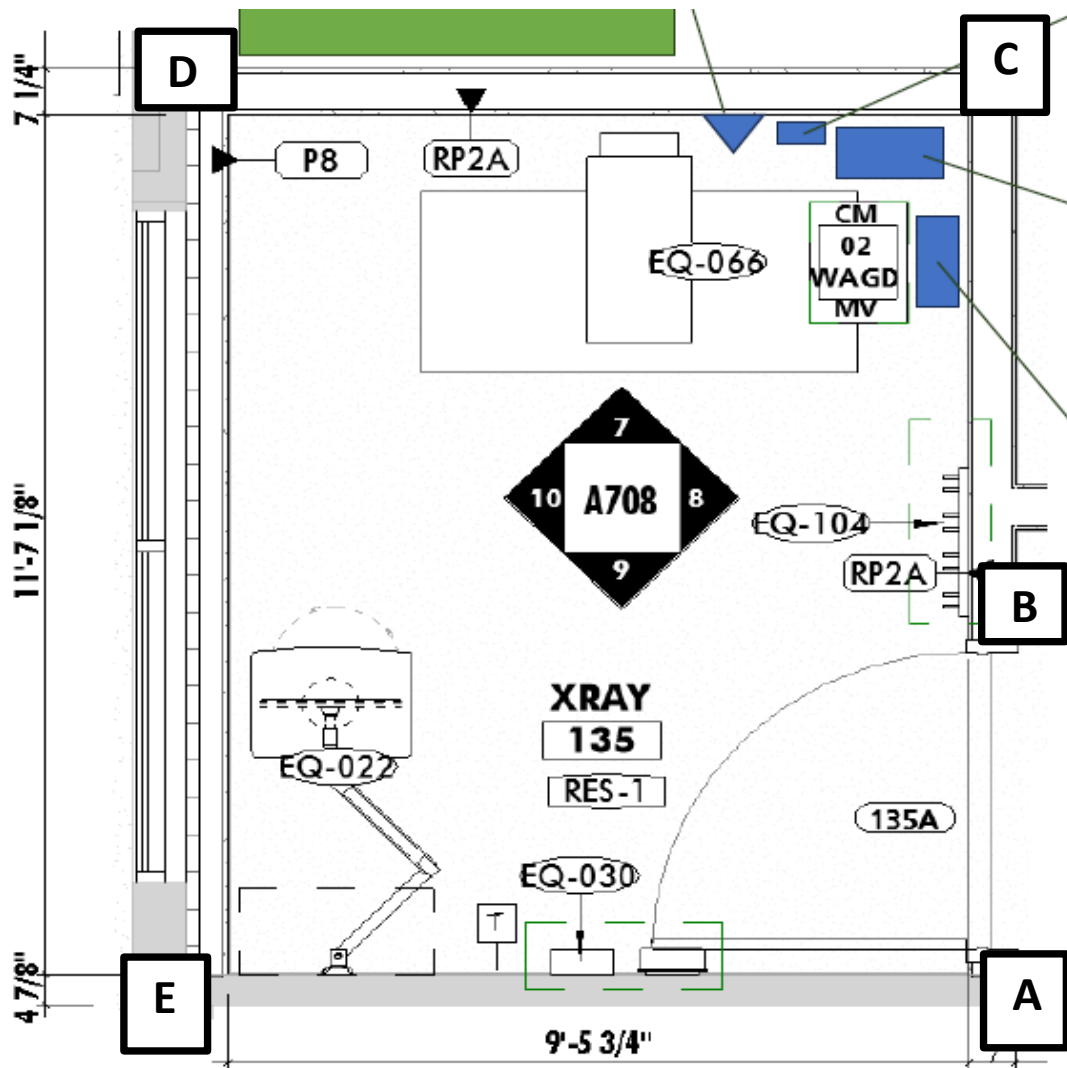 D
C
7 1/4"
P8
RP2A
CM
02
WAGD
MV
EQ-066
7
10
A708
8
9
EQ-104
RP2A
B
11'-7 1/8"
XRAY
135
RES-1
EQ-022
135A
EQ-030
T
4 7/8"
E
A
9'-5 3/4"